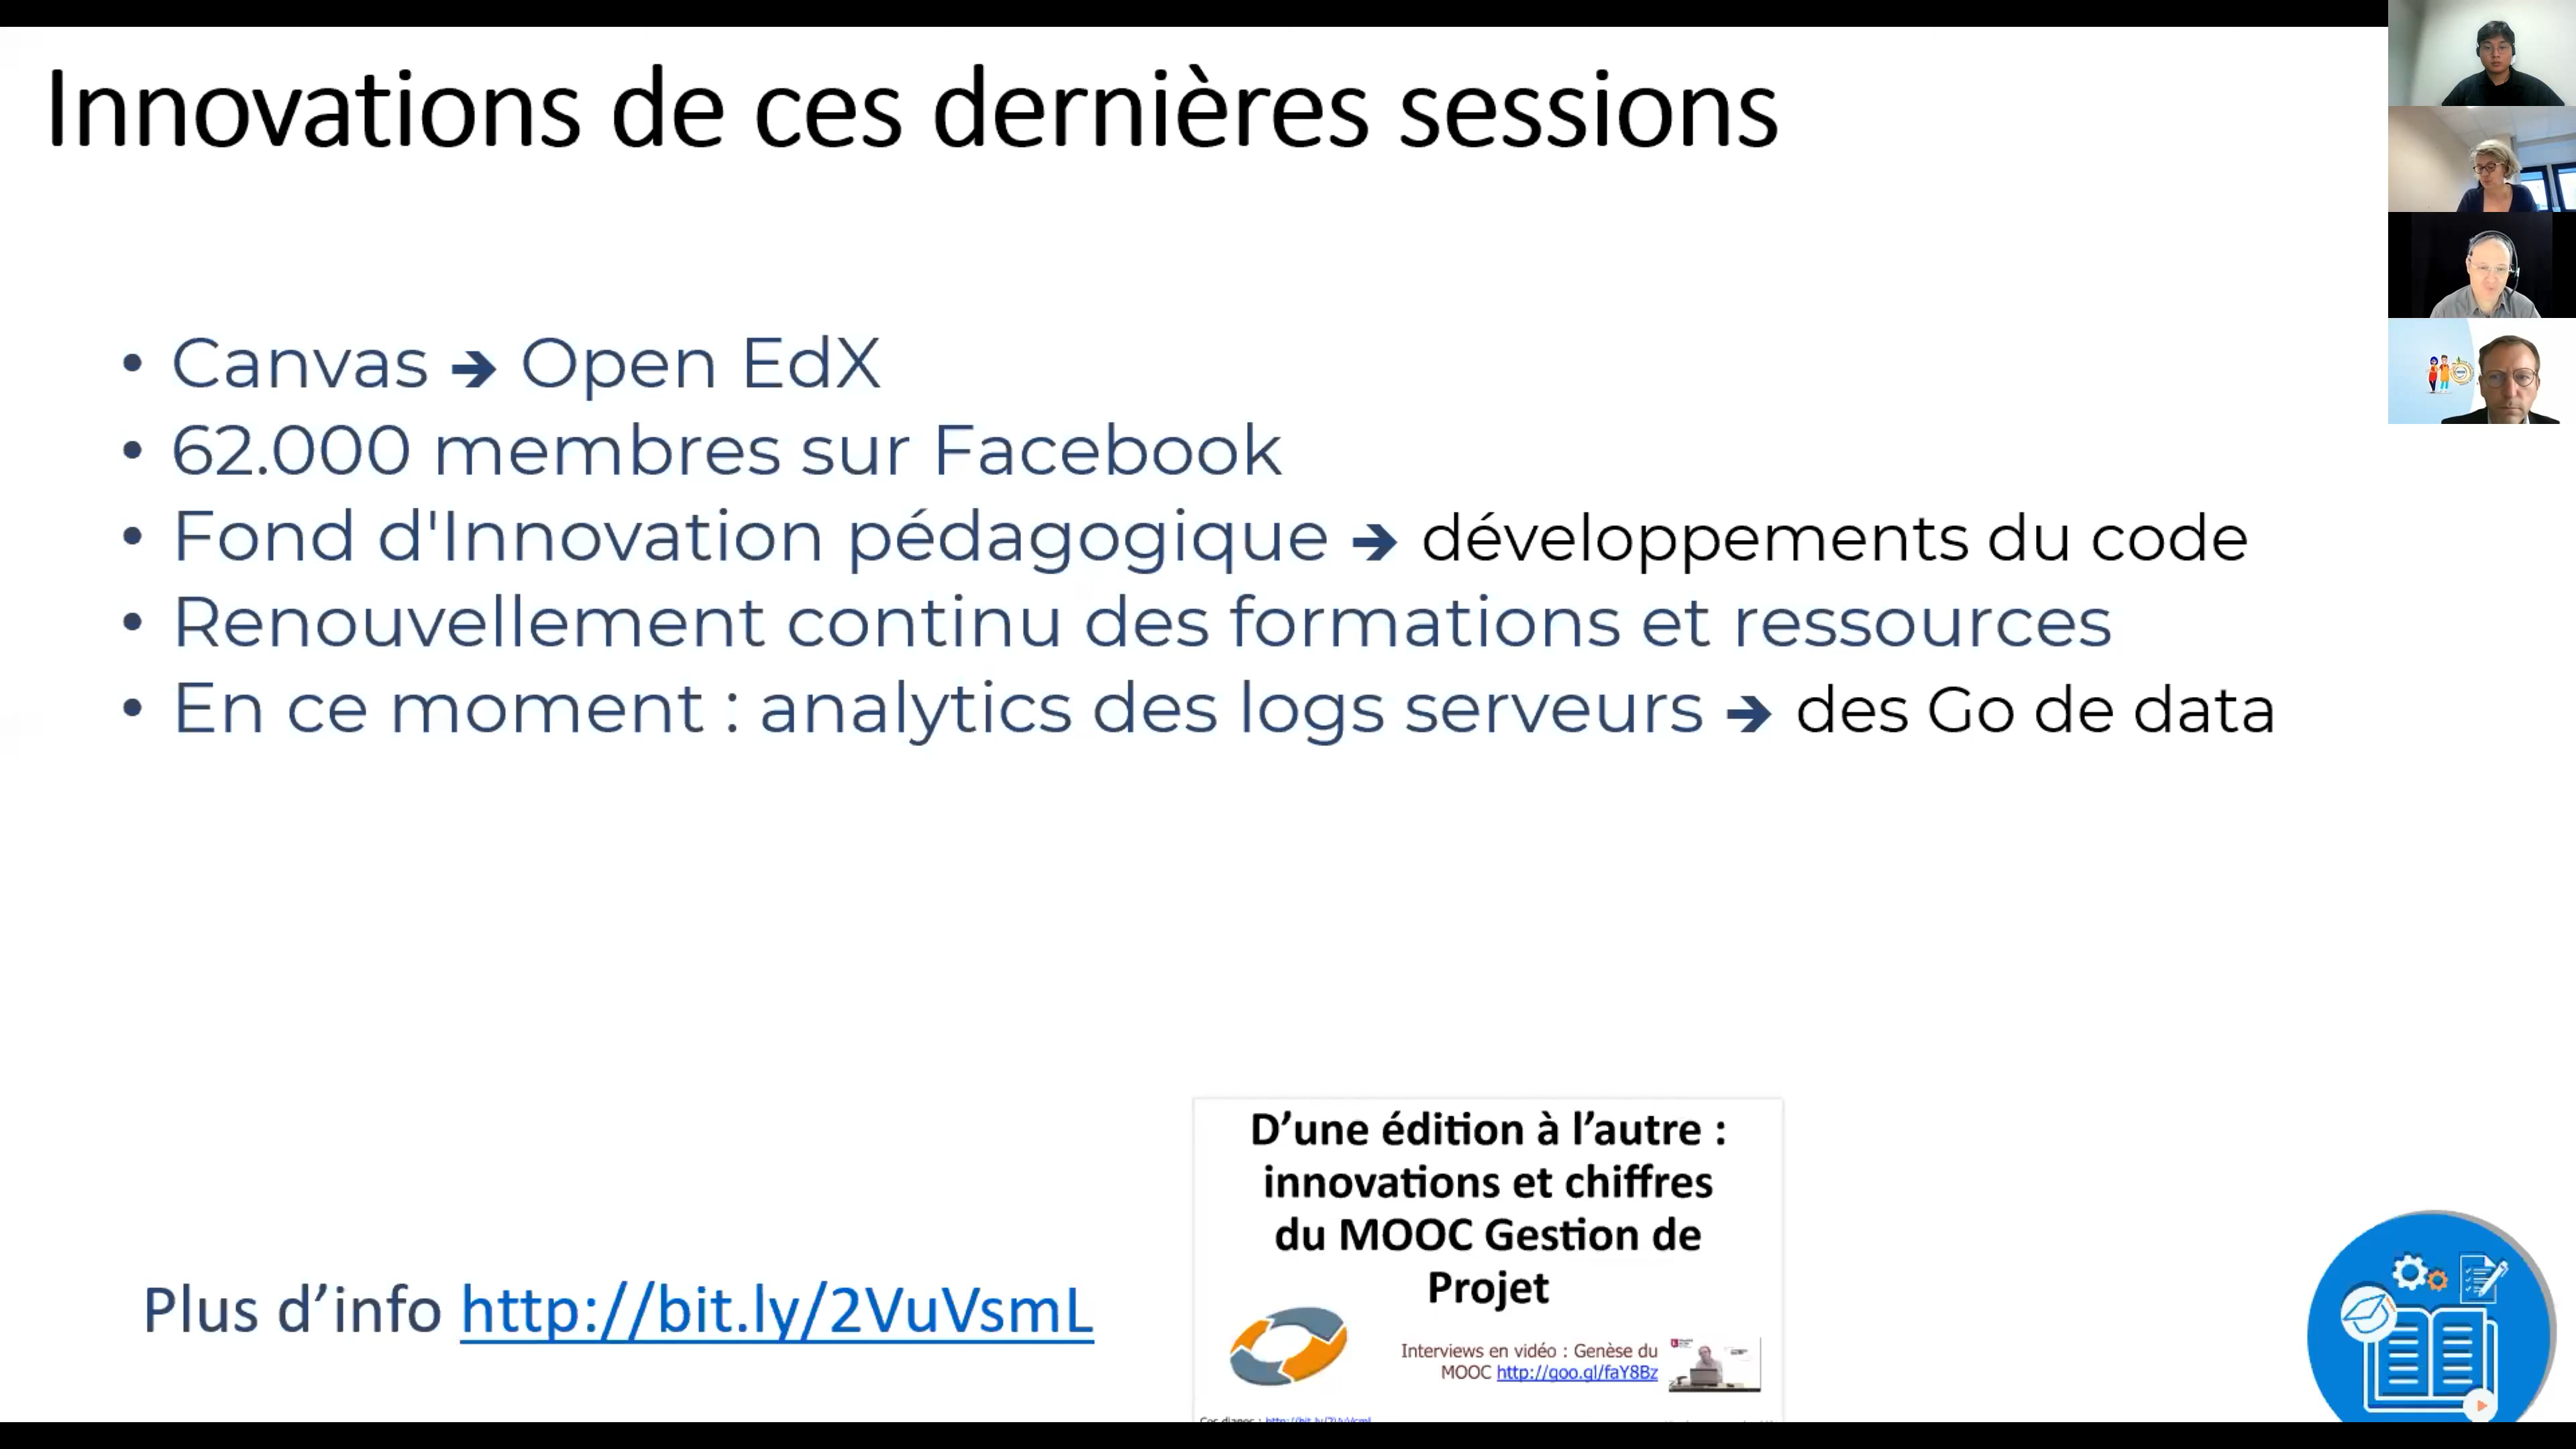 Innovations de ces dernières sessions
• Canvas → Open EdX
• 62.000 membres sur Facebook
• Fond d'Innovation pédagogique → développements du code
• Renouvellement continu des formations et ressources
• En ce moment : analytics des logs serveurs → des Go de data
Plus d’info http://bit.ly/2VuVsmL
D’une édition à l’autre :
innovations et chiffres
du MOOC Gestion de
Projet
Interviews en vidéo : Genèse du
MOOC http://goo.gl/faY8Bz